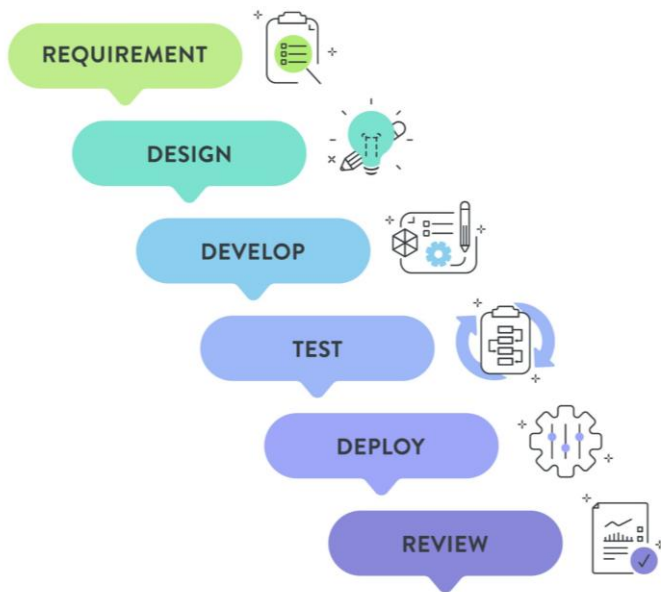 REQUIREMENT
DESIGN
DEVELOP
TEST
DEPLOY
REVIEW